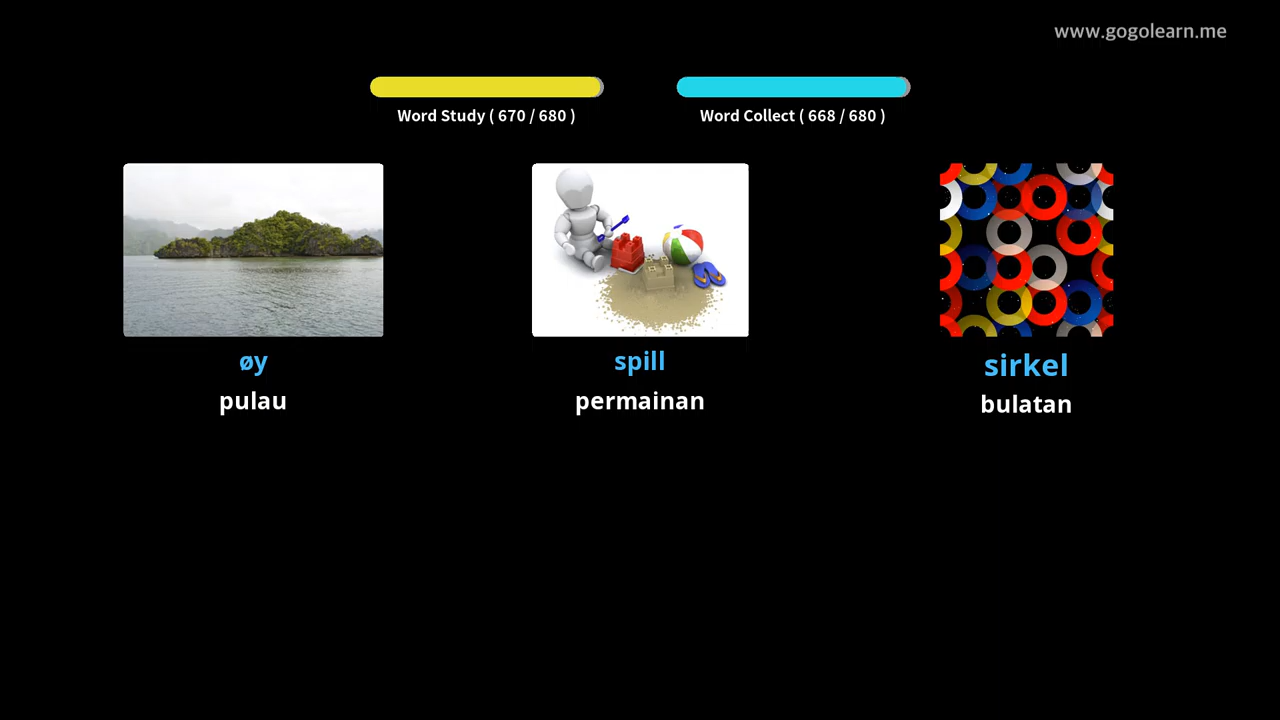 www.gogolearn.me
Word Study ( 670 / 680 )
Word Collect ( 668 / 680 )
øy
spill
sirkel
pulau
permainan
bulatan